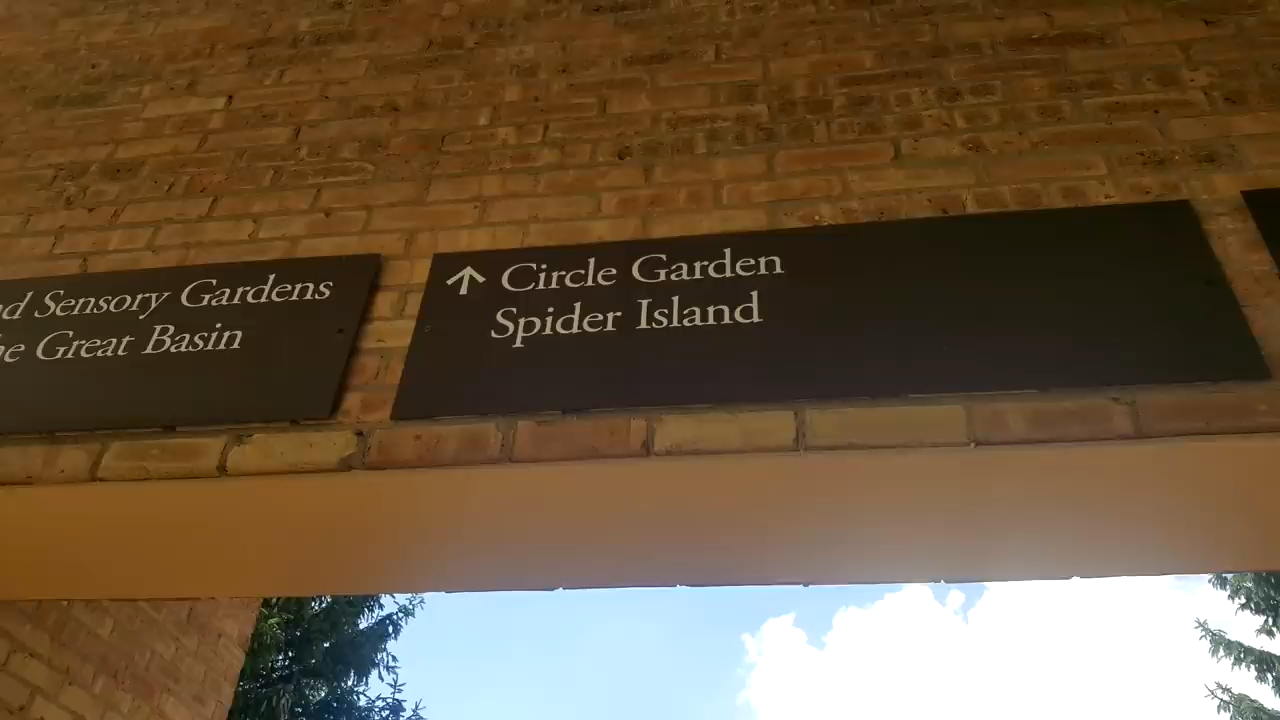 Sensory Gardens
Great Basin
↑ Circle Garden
Spider Island